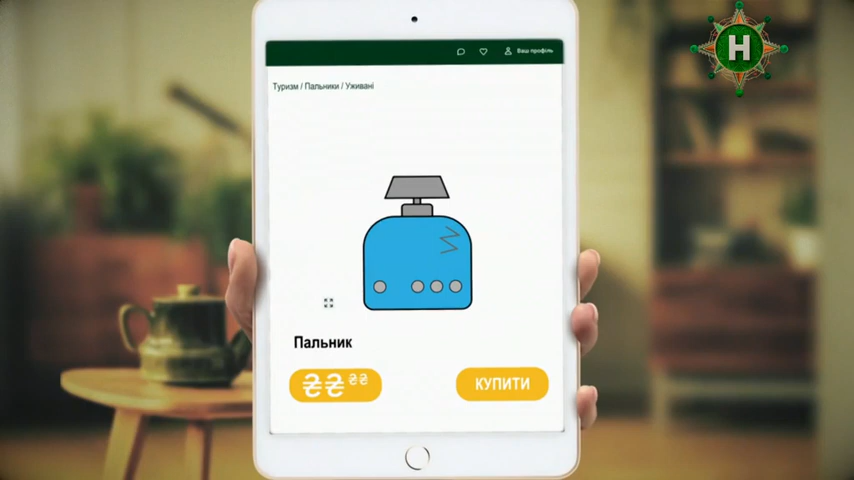 Н
Ваш профіль
Туризм / Пальники / Уживані
Пальник
₴₴ ₴₴
КУПИТИ